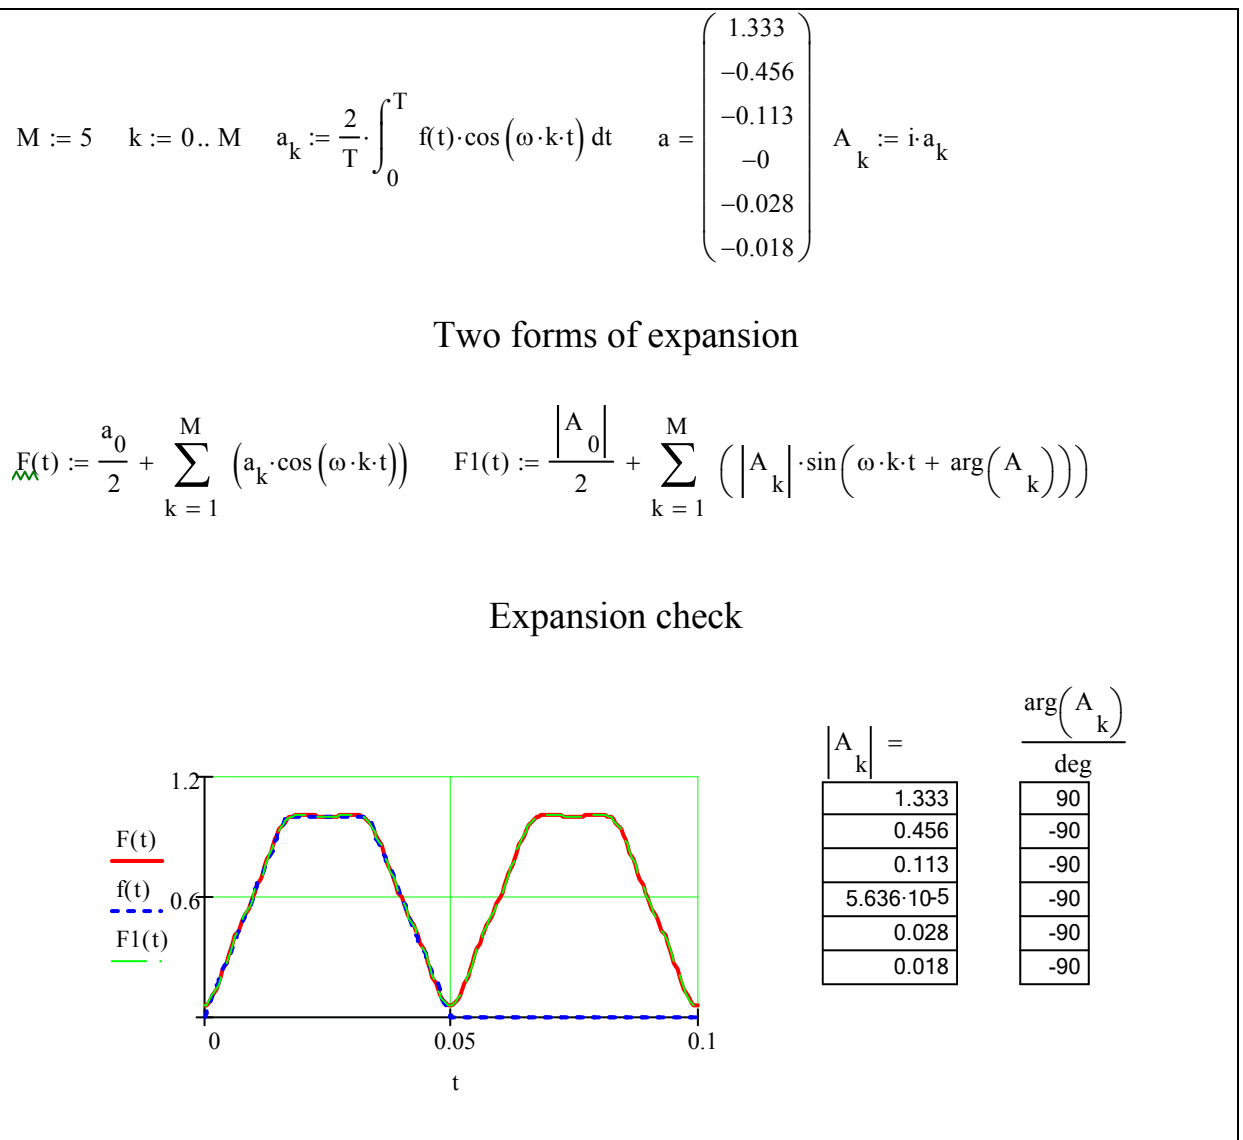 M := 5 k := 0.. M a_k := 2/T · ∫_0^T f(t)·cos(ω·k·t) dt a = (1.333 −0.456 −0.113 −0 −0.028 −0.018) A_k := i·a_k
Two forms of expansion
F(t) := a_0/2 + ∑_{k = 1}^M (a_k·cos(ω·k·t)) F1(t) := |A_0|/2 + ∑_{k = 1}^M (|A_k|·sin(ω·k·t + arg(A_k)))
Expansion check
1.2
0.6
F(t)
f(t)
F1(t)
0 0.05 0.1
t
|A_k| =
1.333
0.456
0.113
5.636·10-5
0.028
0.018
arg(A_k)/deg
90
-90
-90
-90
-90
-90